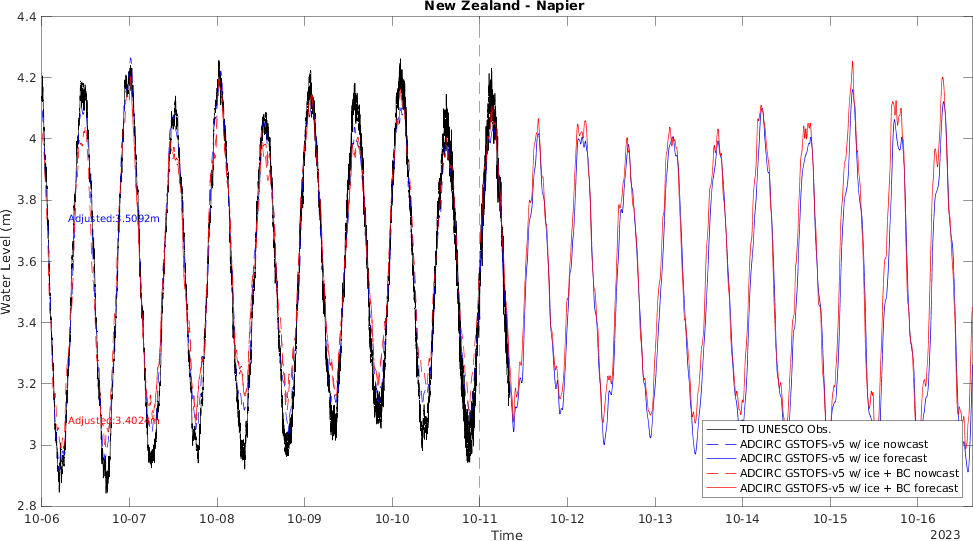 New Zealand - Napier
4.4
4.2
4
3.8
3.6
3.4
3.2
3
2.8
Water Level (m)
Adjusted:3.5092m
Adjusted:3.4024m
TD UNESCO Obs.
ADCIRC GSTOFS-v5 w/ ice nowcast
ADCIRC GSTOFS-v5 w/ ice forecast
ADCIRC GSTOFS-v5 w/ ice + BC nowcast
ADCIRC GSTOFS-v5 w/ ice + BC forecast
10-06 10-07 10-08 10-09 10-10 10-11 10-12 10-13 10-14 10-15 10-16
Time
2023